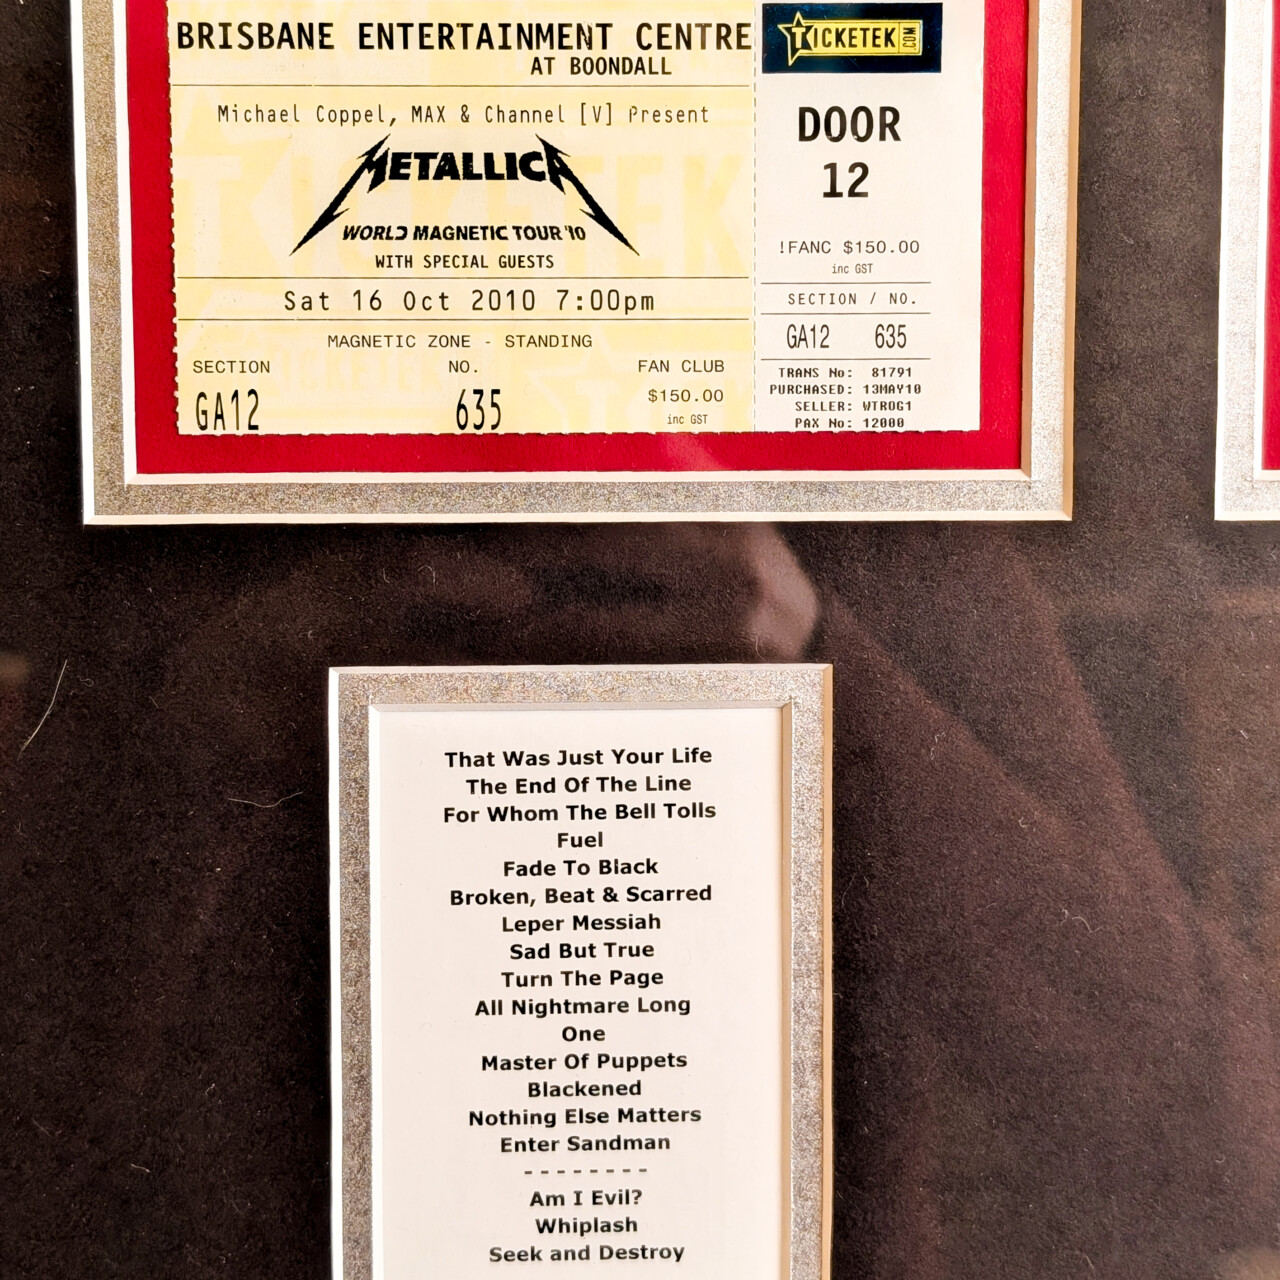 BRISBANE ENTERTAINMENT CENTRE
AT BOONDALL
Michael Coppel, MAX & Channel [V] Present
METALLICA
WORLD MAGNETIC TOUR '10
WITH SPECIAL GUESTS
Sat 16 Oct 2010 7:00pm
MAGNETIC ZONE - STANDING
SECTION NO. FAN CLUB
GA12 635 $150.00
inc GST
TICKETEK.COM
DOOR
12
!FANC $150.00
inc GST
SECTION / NO.
GA12 635
TRANS No: 81791
PURCHASED: 13MAY10
SELLER: WTROG1
PAX No: 12000
That Was Just Your Life
The End Of The Line
For Whom The Bell Tolls
Fuel
Fade To Black
Broken, Beat & Scarred
Leper Messiah
Sad But True
Turn The Page
All Nightmare Long
One
Master Of Puppets
Blackened
Nothing Else Matters
Enter Sandman
- - - - - - - -
Am I Evil?
Whiplash
Seek and Destroy